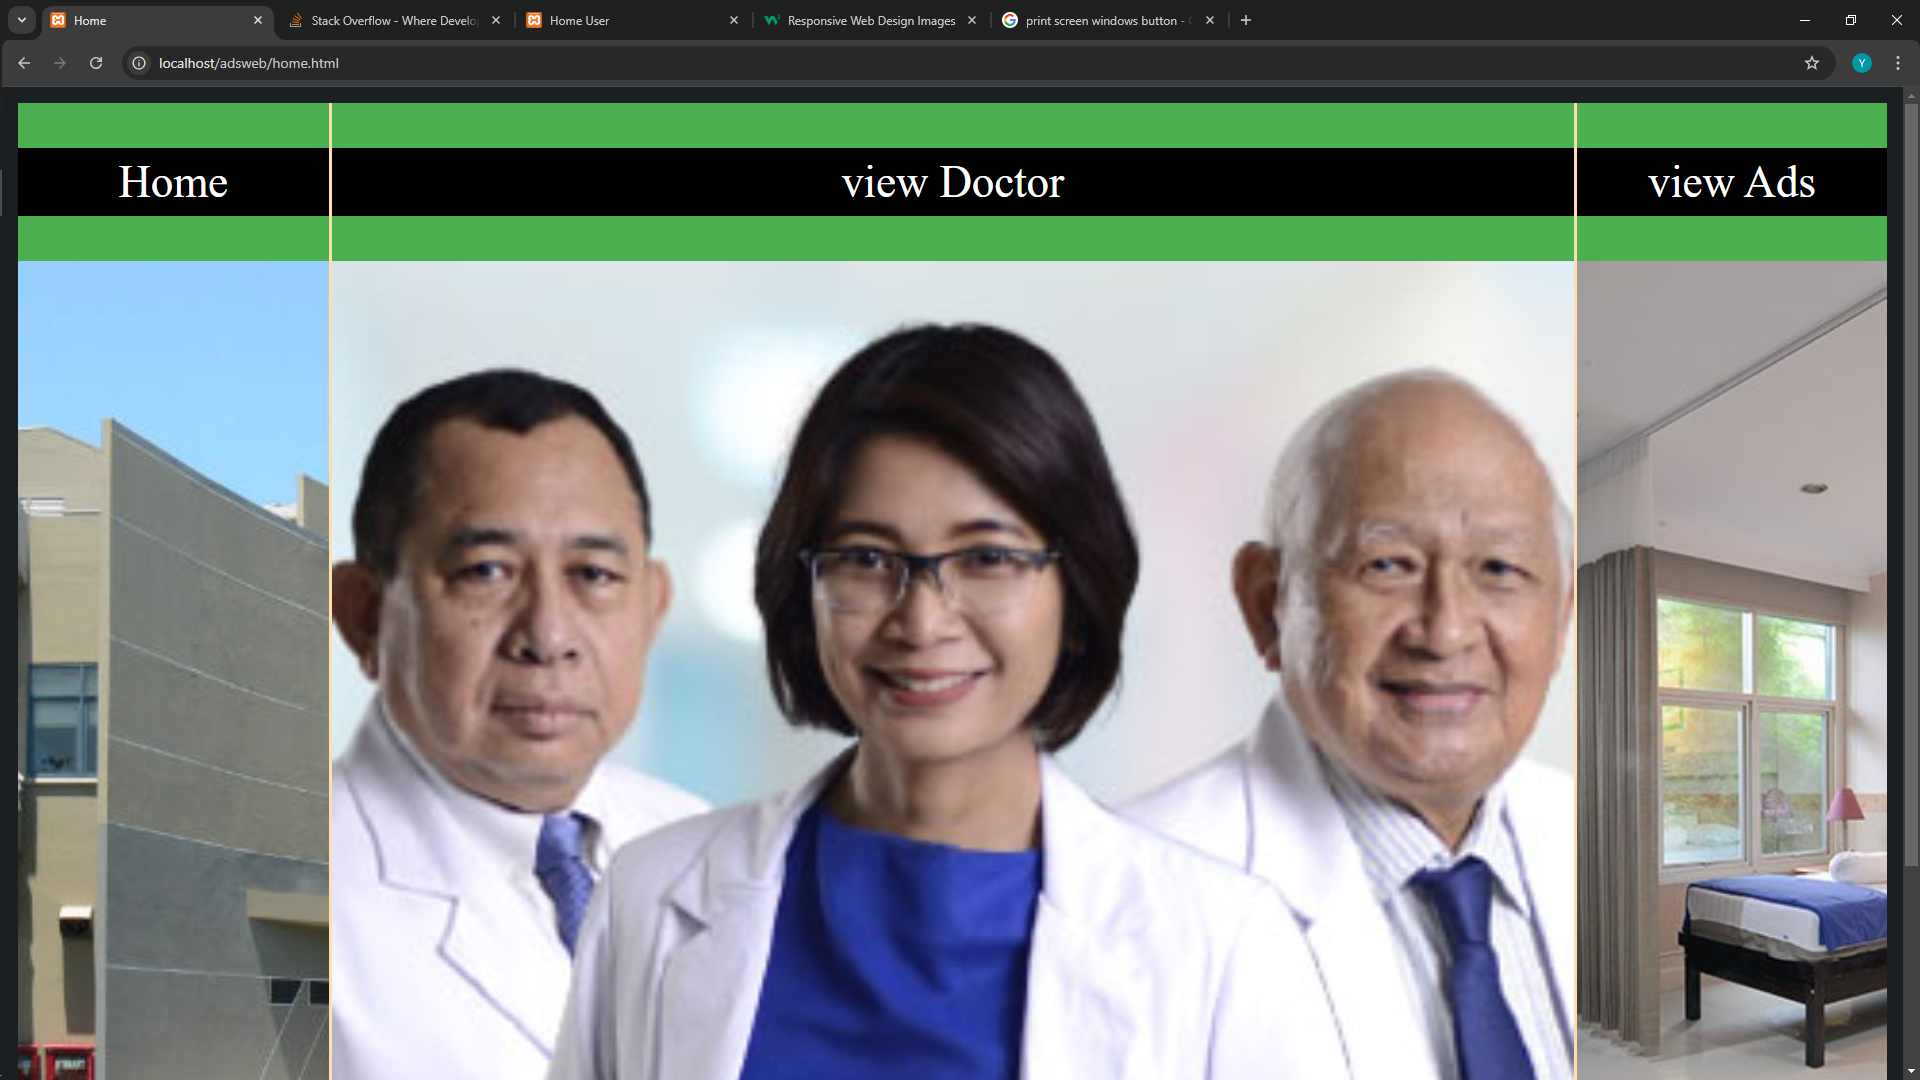 Home
Stack Overflow - Where Develo
Home User
Responsive Web Design Images
print screen windows button -
localhost/adsweb/home.html
Y
Home
view Doctor
view Ads